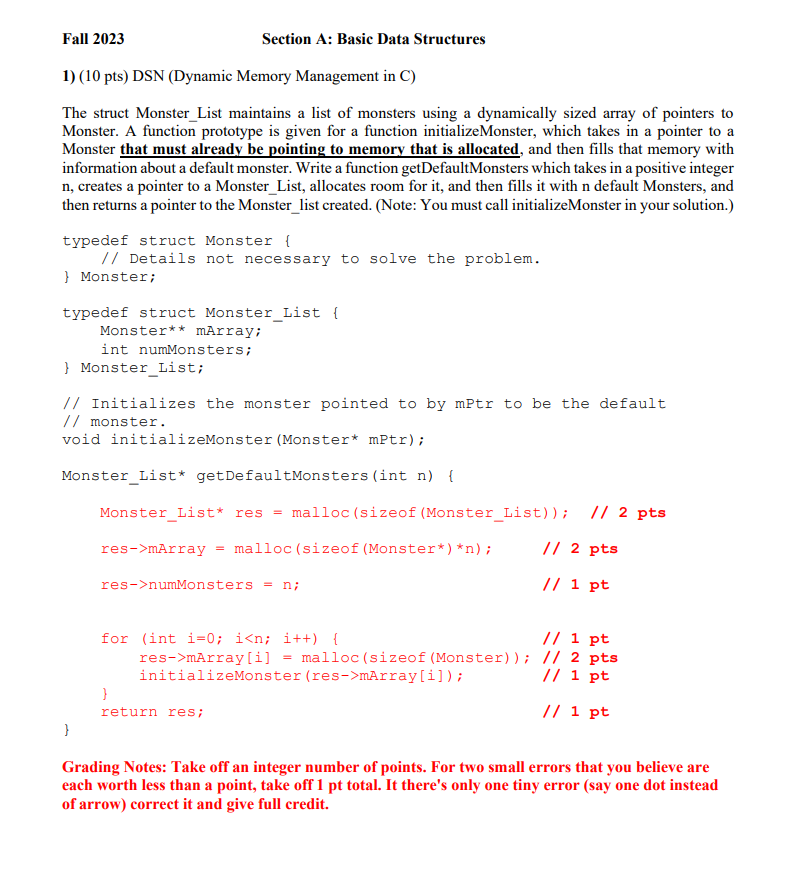 Fall 2023 Section A: Basic Data Structures
1) (10 pts) DSN (Dynamic Memory Management in C)
The struct Monster_List maintains a list of monsters using a dynamically sized array of pointers to
Monster. A function prototype is given for a function initializeMonster, which takes in a pointer to a
Monster that must already be pointing to memory that is allocated, and then fills that memory with
information about a default monster. Write a function getDefaultMonsters which takes in a positive integer
n, creates a pointer to a Monster_List, allocates room for it, and then fills it with n default Monsters, and
then returns a pointer to the Monster_list created. (Note: You must call initializeMonster in your solution.)
typedef struct Monster {
    // Details not necessary to solve the problem.
} Monster;
typedef struct Monster_List {
    Monster** mArray;
    int numMonsters;
} Monster_List;
// Initializes the monster pointed to by mPtr to be the default
// monster.
void initializeMonster(Monster* mPtr);
Monster_List* getDefaultMonsters(int n) {
    Monster_List* res = malloc(sizeof(Monster_List)); // 2 pts
    res->mArray = malloc(sizeof(Monster*)*n); // 2 pts
    res->numMonsters = n; // 1 pt
    for (int i=0; i<n; i++) { // 1 pt
        res->mArray[i] = malloc(sizeof(Monster)); // 2 pts
        initializeMonster(res->mArray[i]); // 1 pt
    }
    return res; // 1 pt
}
Grading Notes: Take off an integer number of points. For two small errors that you believe are
each worth less than a point, take off 1 pt total. It there's only one tiny error (say one dot instead
of arrow) correct it and give full credit.